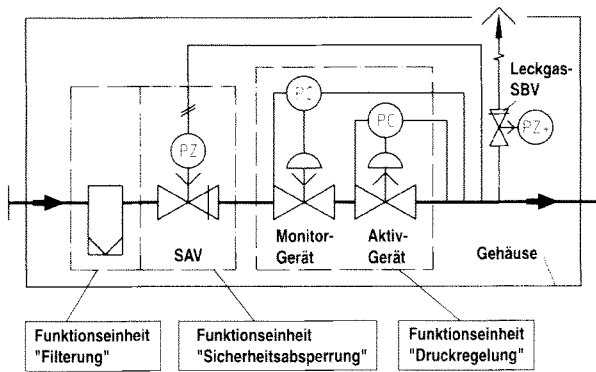 Leckgas-
SBV
PC
PC
PZ+
PZ
SAV
Monitor-
Gerät
Aktiv-
Gerät
Gehäuse
Funktionseinheit
"Filterung"
Funktionseinheit
"Sicherheitsabsperrung"
Funktionseinheit
"Druckregelung"